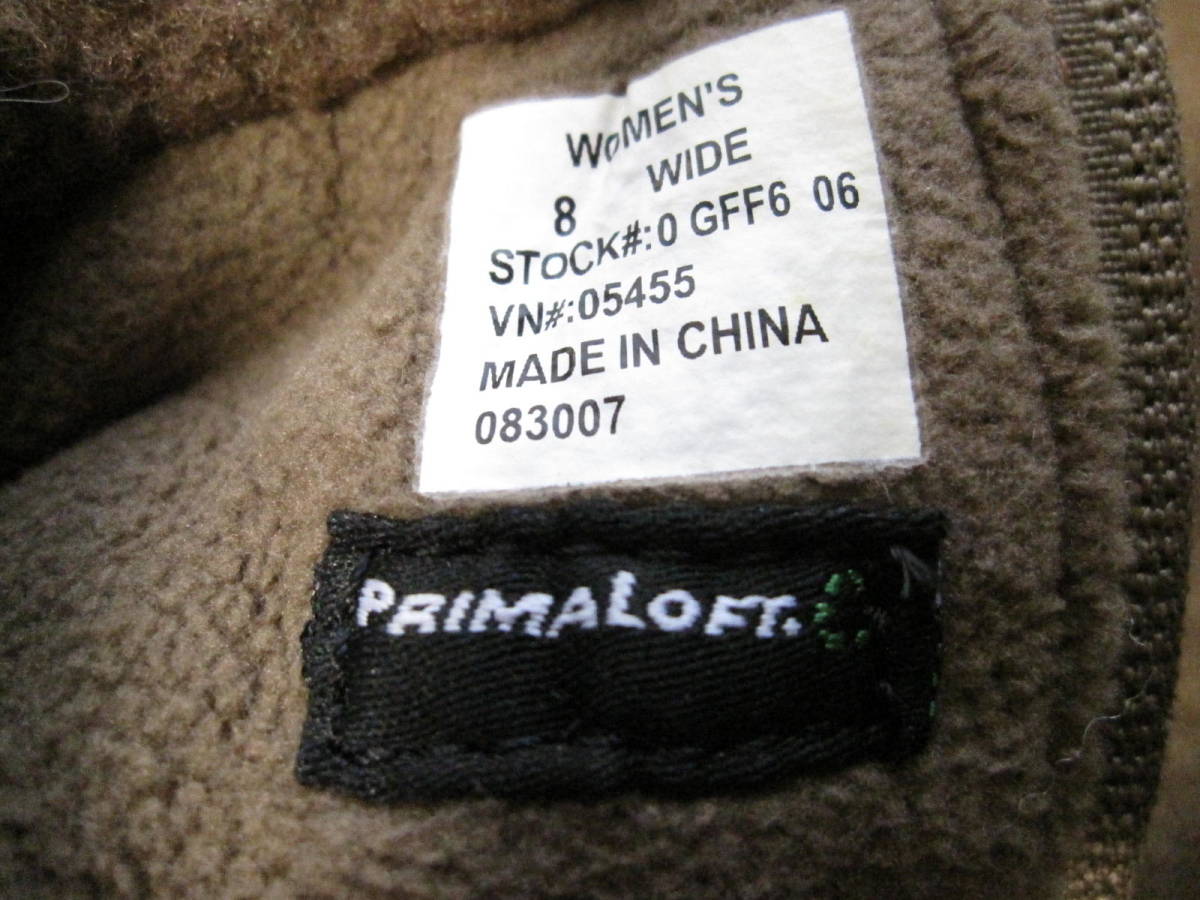 WOMEN'S
8 WIDE
STOCK#:0 GFF6 06
VN#:05455
MADE IN CHINA
083007
PRIMALOFT